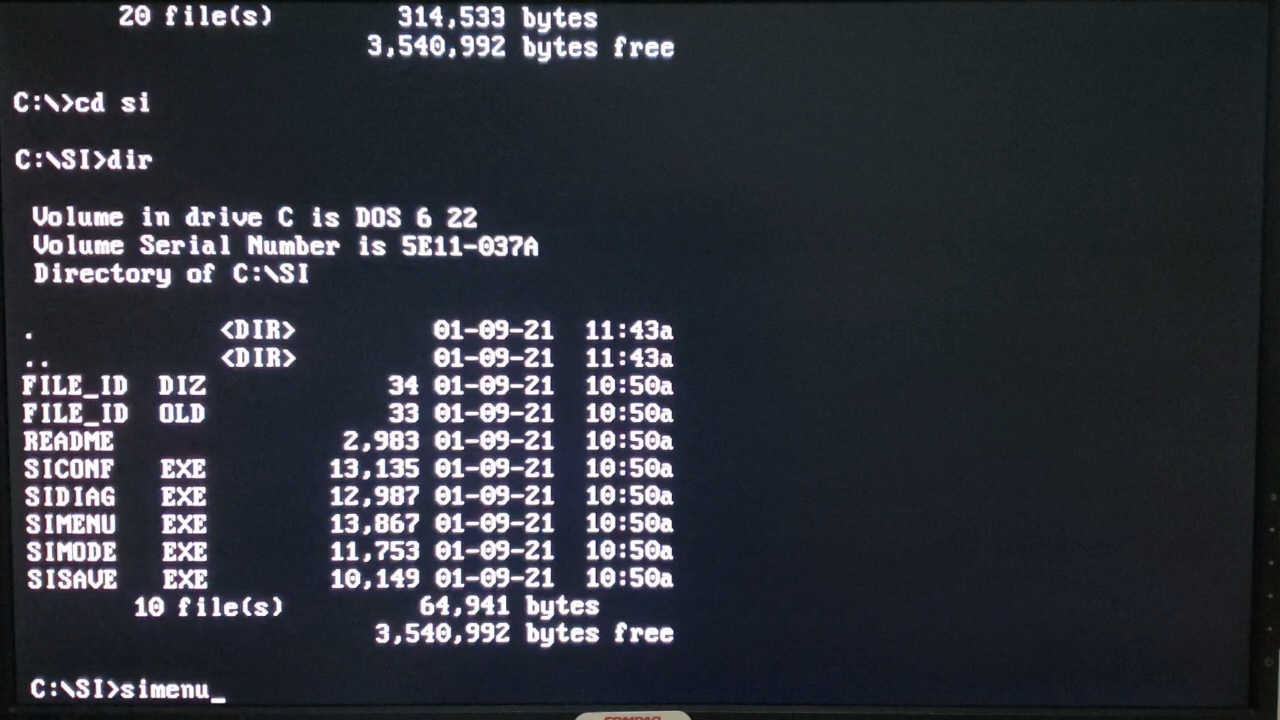 20 file(s) 314,533 bytes
3,540,992 bytes free
C:\>cd si
C:\SI>dir
Volume in drive C is DOS 6 22
Volume Serial Number is 5E11-037A
Directory of C:\SI
. <DIR> 01-09-21 11:43a
.. <DIR> 01-09-21 11:43a
FILE_ID DIZ 34 01-09-21 10:50a
FILE_ID OLD 33 01-09-21 10:50a
README 2,983 01-09-21 10:50a
SICONF EXE 13,135 01-09-21 10:50a
SIDIAG EXE 12,987 01-09-21 10:50a
SIMENU EXE 13,867 01-09-21 10:50a
SIMODE EXE 11,753 01-09-21 10:50a
SISAVE EXE 10,149 01-09-21 10:50a
10 file(s) 64,941 bytes
3,540,992 bytes free
C:\SI>simenu_
COMPAQ